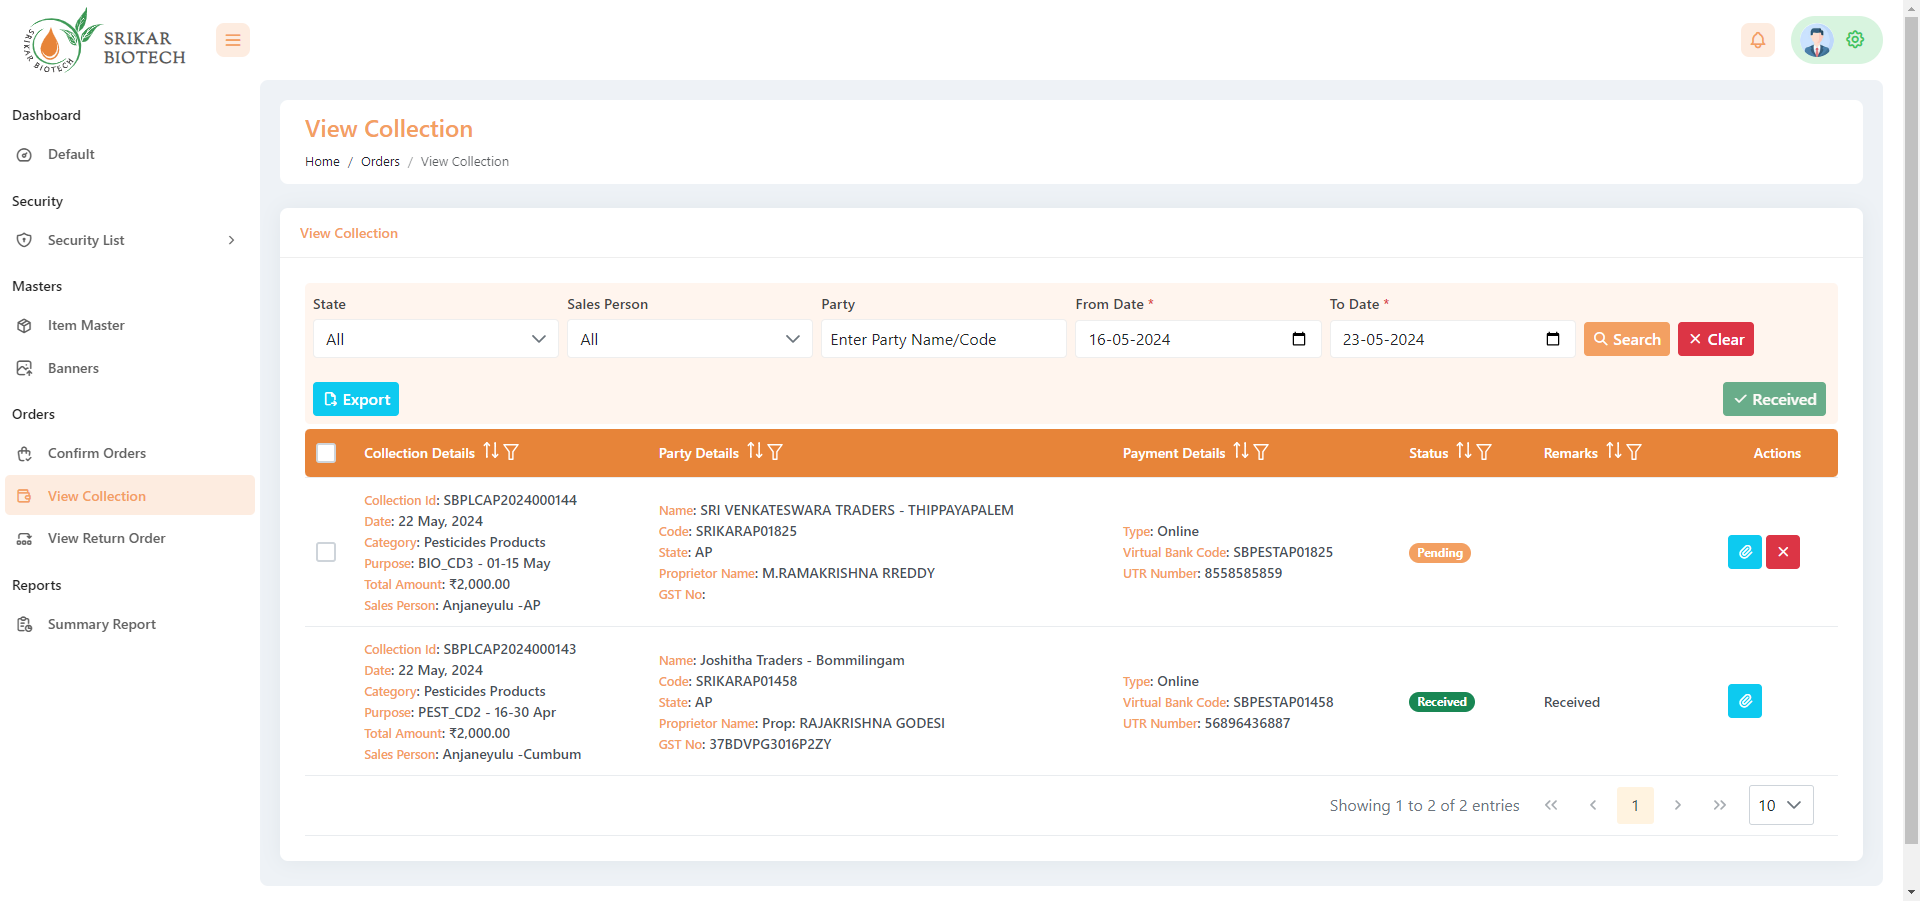 SRIKAR BIOTECH
SRIKAR
BIOTECH
Dashboard
Default
Security
Security List
Masters
Item Master
Banners
Orders
Confirm Orders
View Collection
View Return Order
Reports
Summary Report
View Collection
Home / Orders / View Collection
View Collection
State Sales Person Party From Date * To Date *
All All Enter Party Name/Code 16-05-2024 23-05-2024 Search Clear
Export Received
Collection Details Party Details Payment Details Status Remarks Actions
Collection Id: SBPLCAP2024000144
Date: 22 May, 2024
Category: Pesticides Products
Purpose: BIO_CD3 - 01-15 May
Total Amount: ₹2,000.00
Sales Person: Anjaneyulu -AP
Name: SRI VENKATESWARA TRADERS - THIPPAYAPALEM
Code: SRIKARAP01825
State: AP
Proprietor Name: M.RAMAKRISHNA RREDDY
GST No:
Type: Online
Virtual Bank Code: SBPESTAP01825
UTR Number: 8558585859
Pending
Collection Id: SBPLCAP2024000143
Date: 22 May, 2024
Category: Pesticides Products
Purpose: PEST_CD2 - 16-30 Apr
Total Amount: ₹2,000.00
Sales Person: Anjaneyulu -Cumbum
Name: Joshitha Traders - Bommilingam
Code: SRIKARAP01458
State: AP
Proprietor Name: Prop: RAJAKRISHNA GODESI
GST No: 37BDVPG3016P2ZY
Type: Online
Virtual Bank Code: SBPESTAP01458
UTR Number: 56896436887
Received
Received
Showing 1 to 2 of 2 entries 1 10